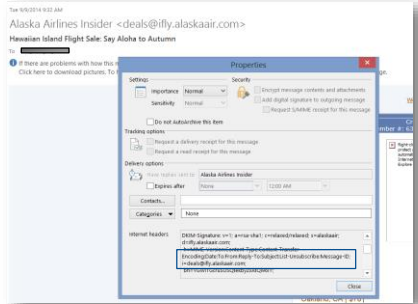 Tue 9/9/2014 9:32 AM
Alaska Airlines Insider <deals@ifly.alaskaair.com>
Hawaiian Island Flight Sale: Say Aloha to Autumn
To
If there are problems with how this
Click here to download pictures. To
Properties
Settings
Security
Importance Normal
Encrypt message contents and attachments
Sensitivity Normal
Add digital signature to outgoing message
Request S/MIME receipt for this message
Do not AutoArchive this item
Tracking options
Request a delivery receipt for this message
Request a read receipt for this message
Delivery options
Have replies sent to Alaska Airlines Insider
Expires after None 12:00 AM
Contacts...
Categories None
Internet headers
DKIM-Signature: v=1; a=rsa-sha1; c=relaxed/relaxed; s=alaskaair;
d=ifly.alaskaair.com;
h=MIME-Version:Content-Type:Content-Transfer-
Encoding:Date:To:From:Reply-To:Subject:List-Unsubscribe:Message-ID;
i=deals@ifly.alaskaair.com;
Close